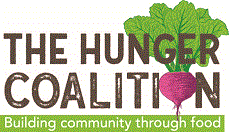 THE HUNGER
COALITION
Building community through food